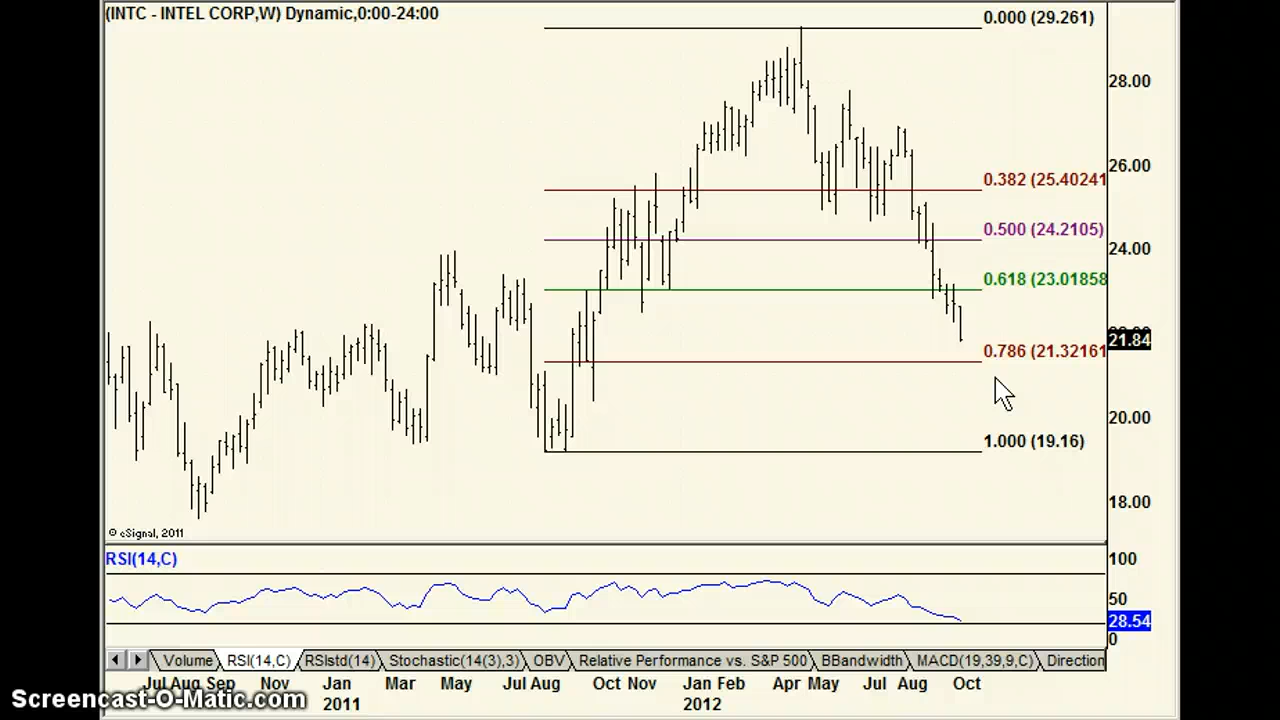 (INTC - INTEL CORP,W) Dynamic,0:00-24:00
0.000 (29.261)
28.00
26.00
0.382 (25.40241
0.500 (24.2105)
24.00
0.618 (23.01858
21.84
0.786 (21.32161
20.00
1.000 (19.16)
18.00
© eSignal, 2011
RSI(14,C)
100
50
28.54
0
Volume RSI(14,C) RSIstd(14) Stochastic(14(3),3) OBV Relative Performance vs. S&P 500 BBandwidth MACD(19,39,9,C) Direction
Jul Aug Sep Nov Jan Mar May Jul Aug Oct Nov Jan Feb Apr May Jul Aug Oct
2011 2012
Screencast-O-Matic.com